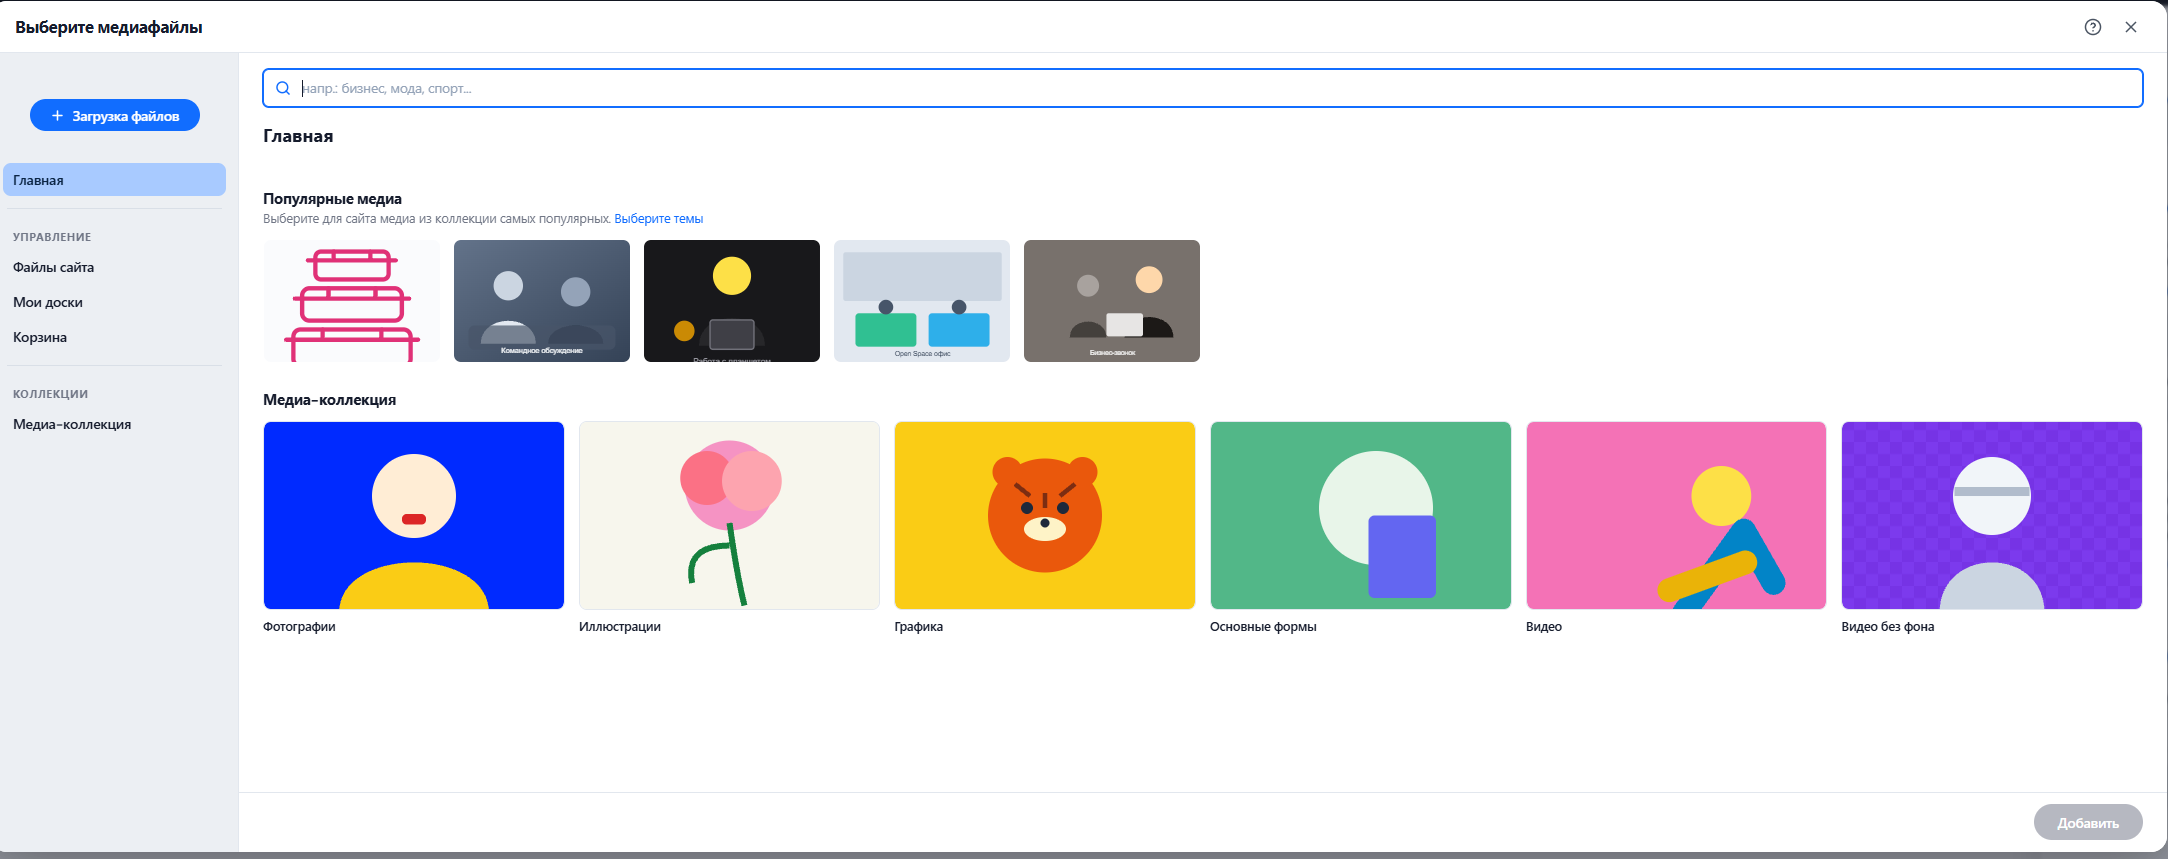 Выберите медиафайлы
напр.: бизнес, мода, спорт...
Загрузка файлов
Главная
УПРАВЛЕНИЕ
Файлы сайта
Мои доски
Корзина
КОЛЛЕКЦИИ
Медиа-коллекция
Главная
Популярные медиа
Выберите для сайта медиа из коллекции самых популярных. Выберите темы
Командное обсуждение
Работа с планшетом
Open Space офис
Бизнес-звонок
Медиа-коллекция
Фотографии
Иллюстрации
Графика
Основные формы
Видео
Видео без фона
Добавить